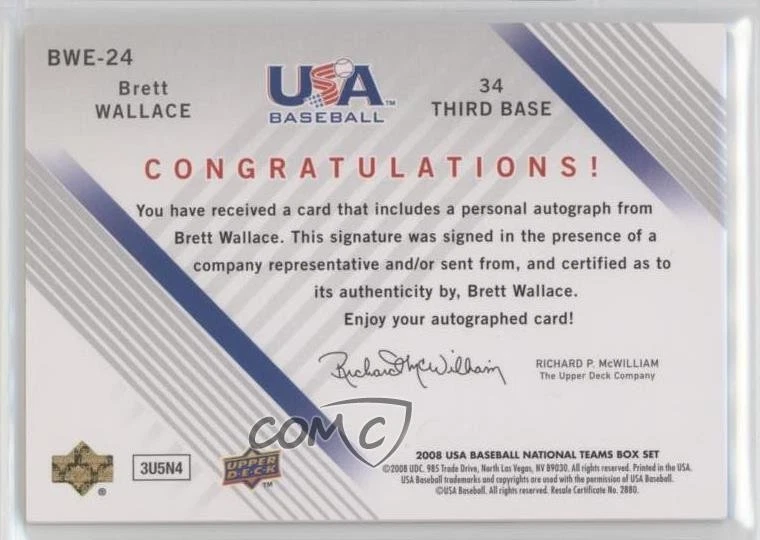 BWE-24
Brett
WALLACE
USA
BASEBALL
TM
34
THIRD BASE
CONGRATULATIONS!
You have received a card that includes a personal autograph from
Brett Wallace. This signature was signed in the presence of a
company representative and/or sent from, and certified as to
its authenticity by, Brett Wallace.
Enjoy your autographed card!
Richard P. McWilliam
RICHARD P. McWILLIAM
The Upper Deck Company
COMC
®
3U5N4
UPPER
D·E·C·K
TM
2008 USA BASEBALL NATIONAL TEAMS BOX SET
©2008 UDC. 985 Trade Drive, North Las Vegas, NV 89030. All rights reserved. Printed in the USA.
USA Baseball trademarks and copyrights are used with the permission of USA Baseball.
©USA Baseball. All rights reserved. Resale Certificate No. 2880.